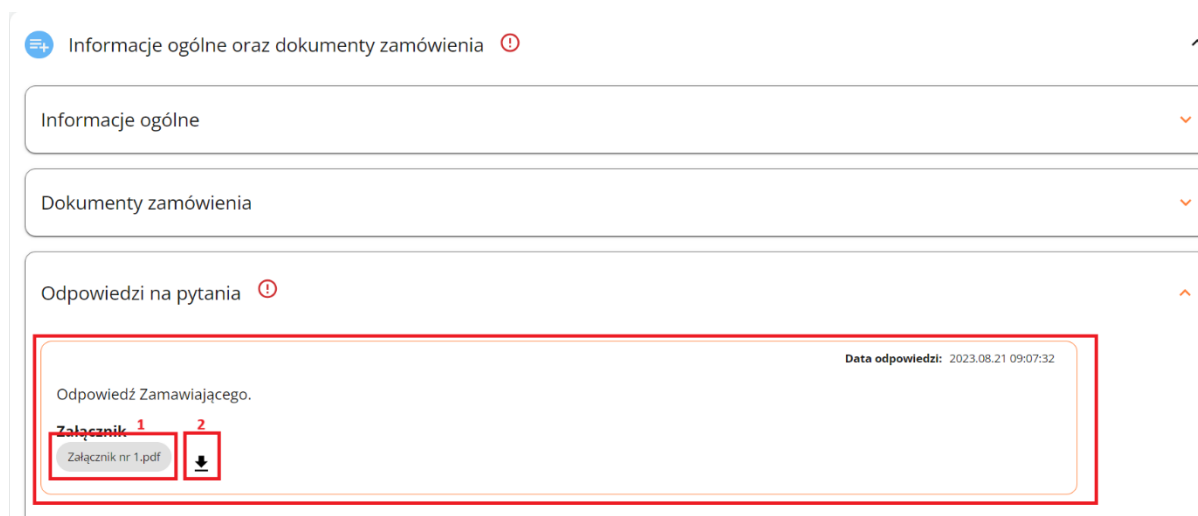 Informacje ogólne oraz dokumenty zamówienia
Informacje ogólne
Dokumenty zamówienia
Odpowiedzi na pytania
Data odpowiedzi: 2023.08.21 09:07:32
Odpowiedź Zamawiającego.
Załącznik 1 2
Załącznik nr 1.pdf